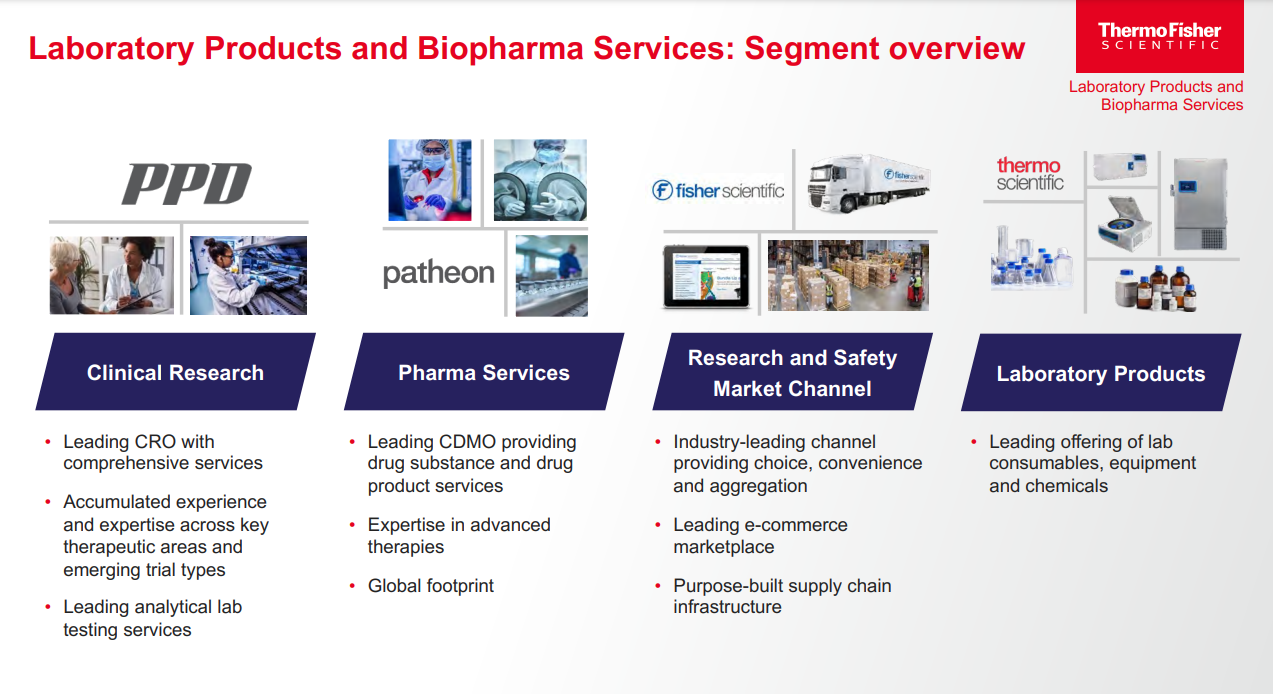 Laboratory Products and Biopharma Services: Segment overview
ThermoFisher
SCIENTIFIC
Laboratory Products and
Biopharma Services
PPD
patheon
fisher scientific
fisher scientific
thermo
scientific
Clinical Research
Pharma Services
Research and Safety
Market Channel
Laboratory Products
• Leading CRO with
comprehensive services
• Accumulated experience
and expertise across key
therapeutic areas and
emerging trial types
• Leading analytical lab
testing services
• Leading CDMO providing
drug substance and drug
product services
• Expertise in advanced
therapies
• Global footprint
• Industry-leading channel
providing choice, convenience
and aggregation
• Leading e-commerce
marketplace
• Purpose-built supply chain
infrastructure
• Leading offering of lab
consumables, equipment
and chemicals